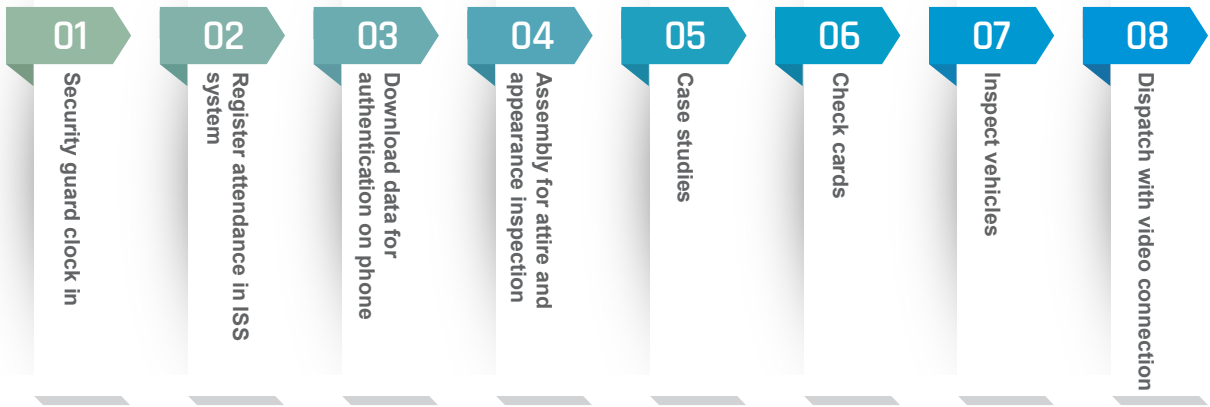 01
Security guard clock in
02
Register attendance in ISS
system
03
Download data for
authentication on phone
04
Assembly for attire and
appearance inspection
05
Case studies
06
Check cards
07
Inspect vehicles
08
Dispatch with video connection